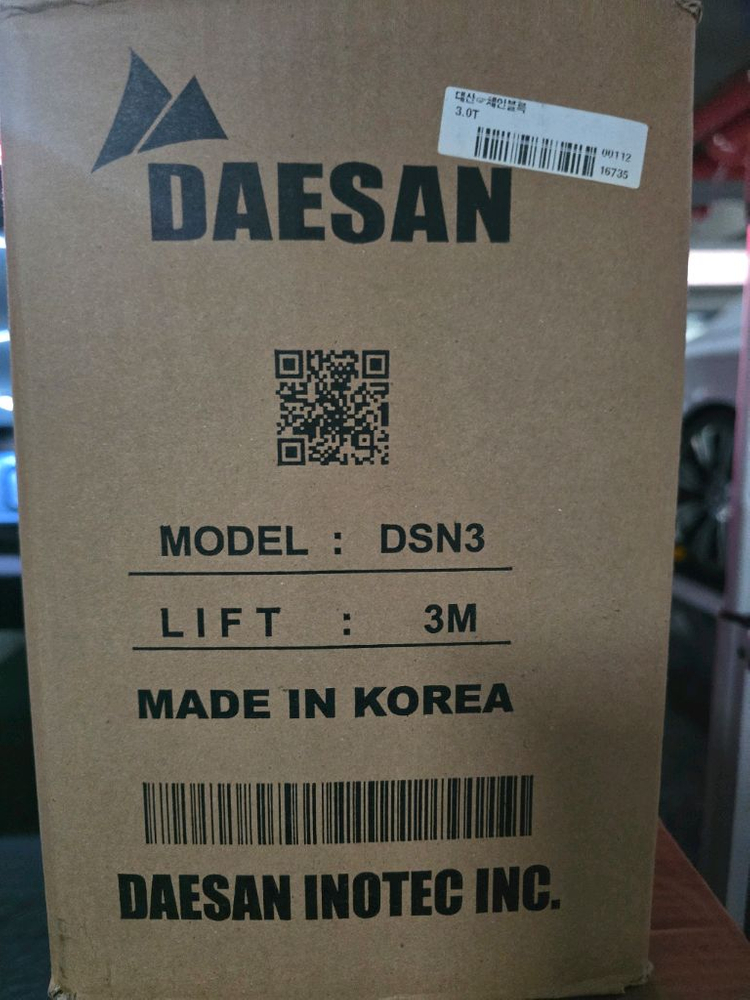 대산☞체인블록
3.0T
00112
16735
DAESAN
MODEL : DSN3
LIFT : 3M
MADE IN KOREA
DAESAN INOTEC INC.